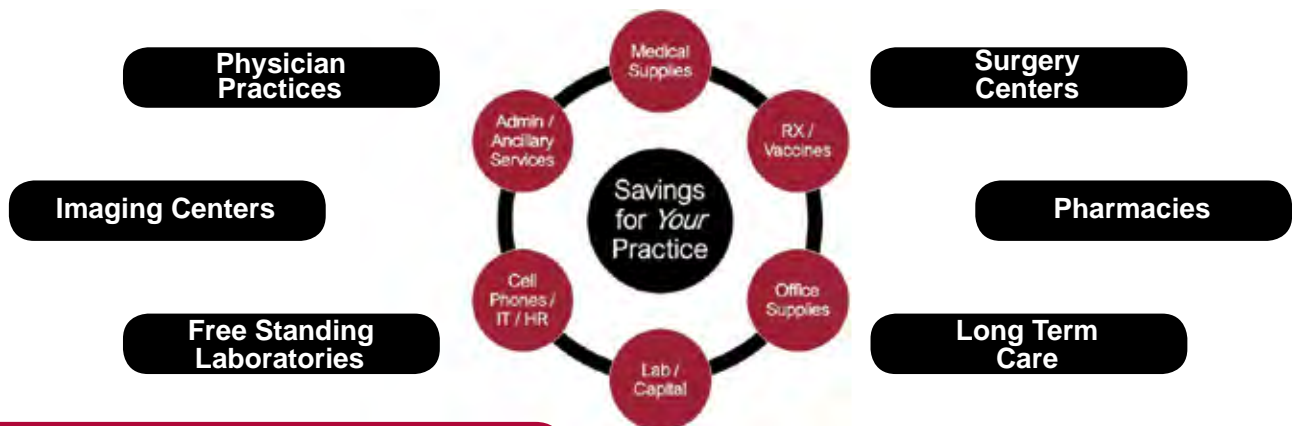 Physician
Practices
Imaging Centers
Free Standing
Laboratories
Medical
Supplies
Admin /
Ancillary
Services
RX /
Vaccines
Savings
for Your
Practice
Cell
Phones /
IT / HR
Office
Supplies
Lab /
Capital
Surgery
Centers
Pharmacies
Long Term
Care